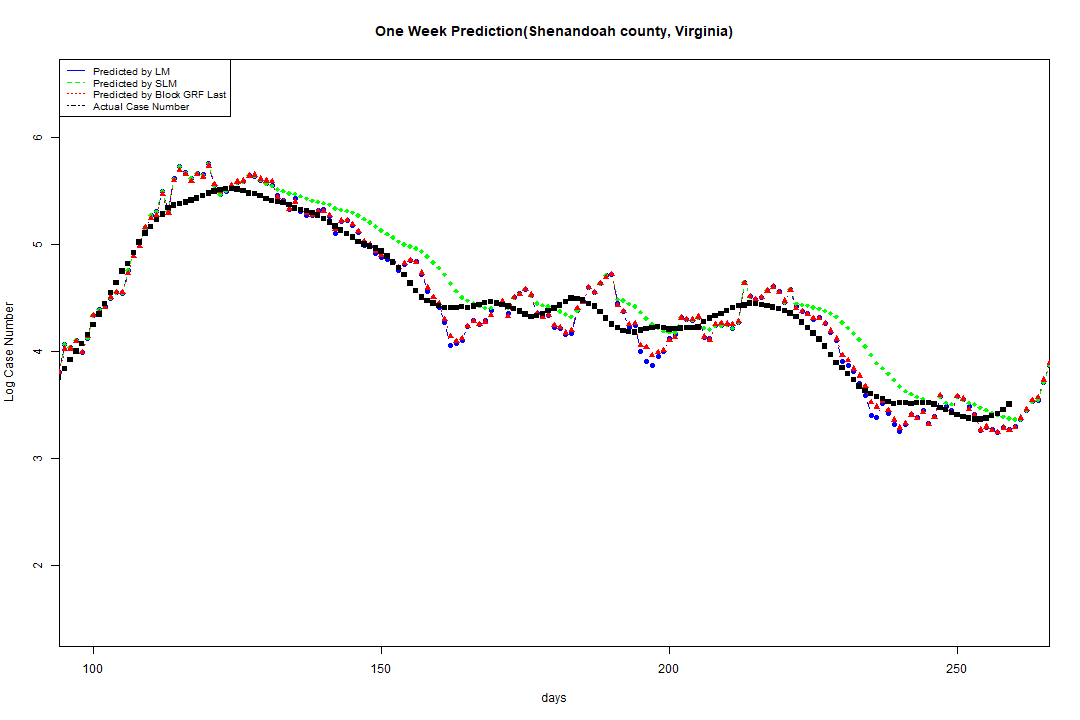 One Week Prediction(Shenandoah county, Virginia)
Predicted by LM
Predicted by SLM
Predicted by Block GRF Last
Actual Case Number
6
5
4
3
2
Log Case Number
100 150 200 250
days